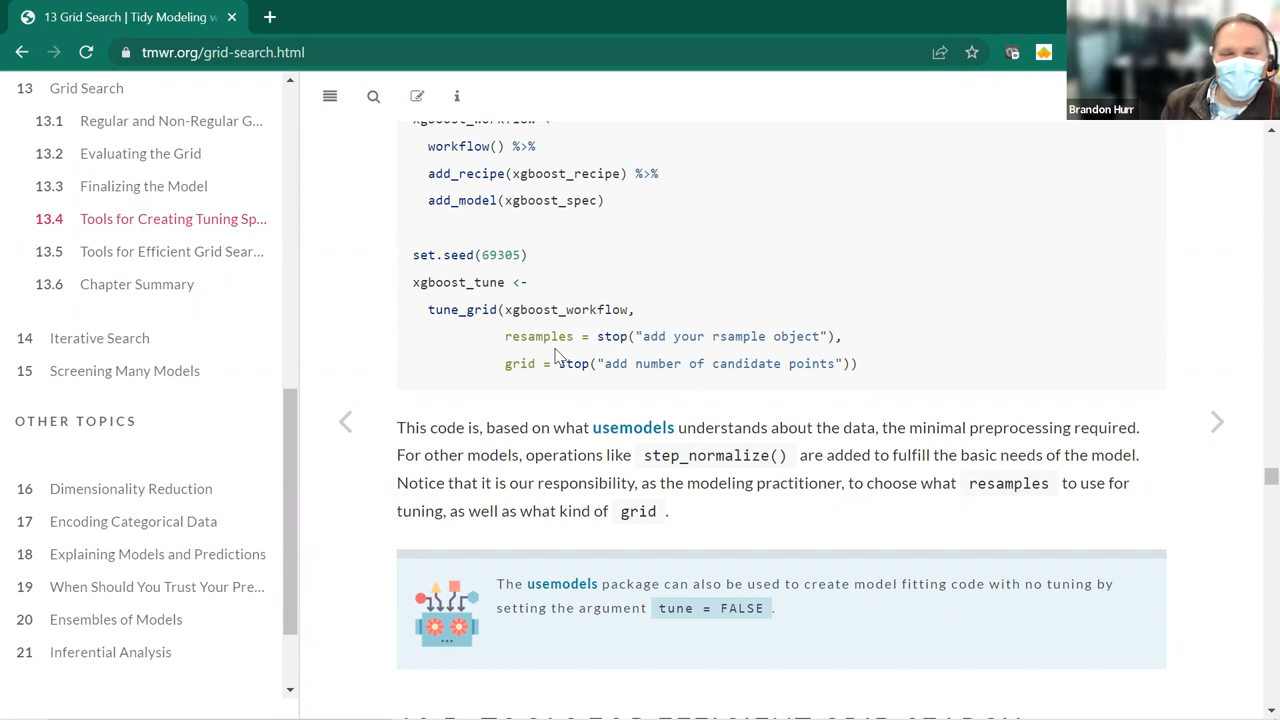 13 Grid Search | Tidy Modeling w
tmwr.org/grid-search.html
Brandon Hurr
13 Grid Search
13.1 Regular and Non-Regular G...
13.2 Evaluating the Grid
13.3 Finalizing the Model
13.4 Tools for Creating Tuning Sp...
13.5 Tools for Efficient Grid Sear...
13.6 Chapter Summary
14 Iterative Search
15 Screening Many Models
OTHER TOPICS
16 Dimensionality Reduction
17 Encoding Categorical Data
18 Explaining Models and Predictions
19 When Should You Trust Your Pre...
20 Ensembles of Models
21 Inferential Analysis
xgboost_workflow <-
workflow() %>%
add_recipe(xgboost_recipe) %>%
add_model(xgboost_spec)
set.seed(69305)
xgboost_tune <-
tune_grid(xgboost_workflow,
resamples = stop("add your rsample object"),
grid = stop("add number of candidate points"))
This code is, based on what usemodels understands about the data, the minimal preprocessing required.
For other models, operations like step_normalize() are added to fulfill the basic needs of the model.
Notice that it is our responsibility, as the modeling practitioner, to choose what resamples to use for
tuning, as well as what kind of grid .
The usemodels package can also be used to create model fitting code with no tuning by
setting the argument tune = FALSE .
13.5 TOOLS FOR EFFICIENT GRID SEARCH